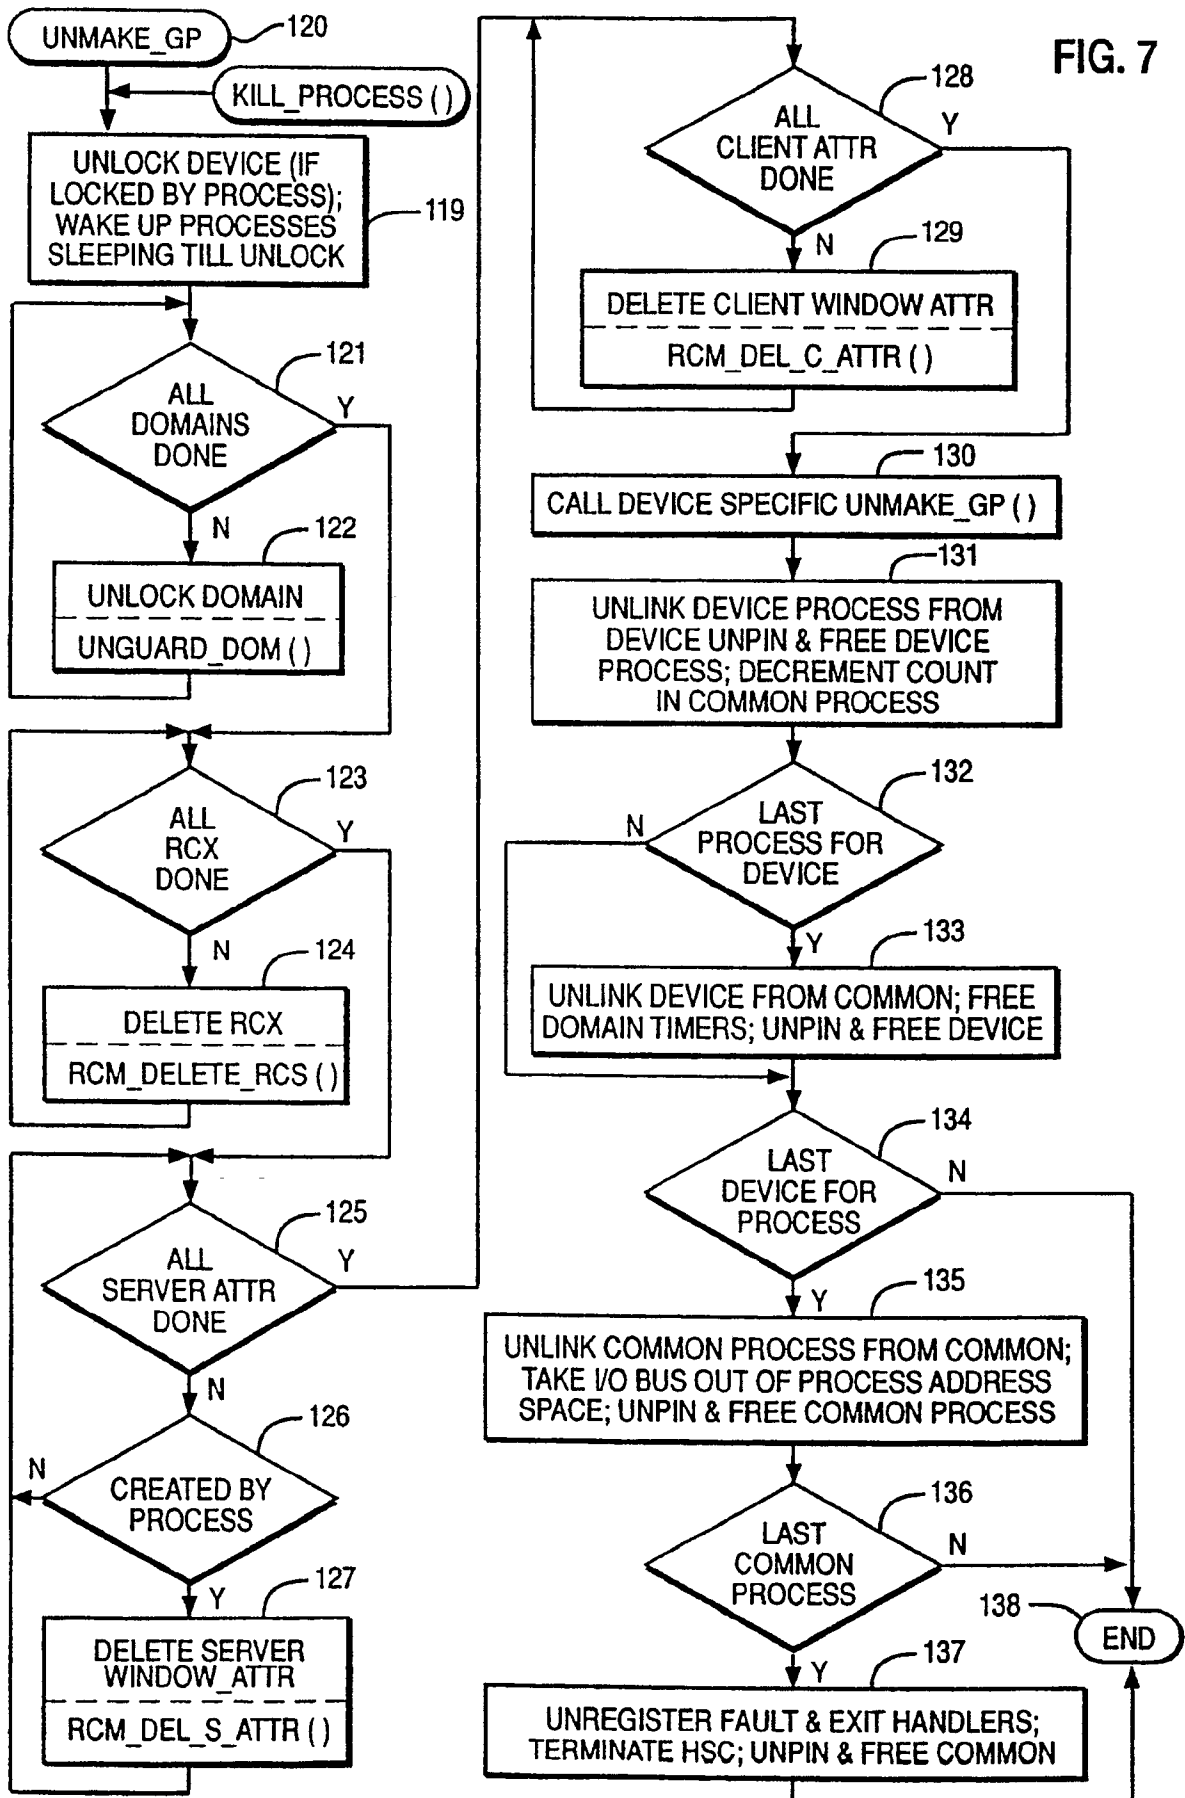 FIG. 7
UNMAKE_GP
120
KILL_PROCESS ( )
UNLOCK DEVICE (IF
LOCKED BY PROCESS);
WAKE UP PROCESSES
SLEEPING TILL UNLOCK
119
121
ALL
DOMAINS
DONE
Y
N
122
UNLOCK DOMAIN
UNGUARD_DOM ( )
123
ALL
RCX
DONE
Y
N
124
DELETE RCX
RCM_DELETE_RCS ( )
125
ALL
SERVER ATTR
DONE
Y
N
126
CREATED BY
PROCESS
N
Y
127
DELETE SERVER
WINDOW_ATTR
RCM_DEL_S_ATTR ( )
128
ALL
CLIENT ATTR
DONE
Y
N
129
DELETE CLIENT WINDOW ATTR
RCM_DEL_C_ATTR ( )
130
CALL DEVICE SPECIFIC UNMAKE_GP ( )
131
UNLINK DEVICE PROCESS FROM
DEVICE UNPIN & FREE DEVICE
PROCESS; DECREMENT COUNT
IN COMMON PROCESS
132
LAST
PROCESS FOR
DEVICE
N
Y
133
UNLINK DEVICE FROM COMMON; FREE
DOMAIN TIMERS; UNPIN & FREE DEVICE
134
LAST
DEVICE FOR
PROCESS
N
Y
135
UNLINK COMMON PROCESS FROM COMMON;
TAKE I/O BUS OUT OF PROCESS ADDRESS
SPACE; UNPIN & FREE COMMON PROCESS
136
LAST
COMMON
PROCESS
N
Y
138
END
137
UNREGISTER FAULT & EXIT HANDLERS;
TERMINATE HSC; UNPIN & FREE COMMON